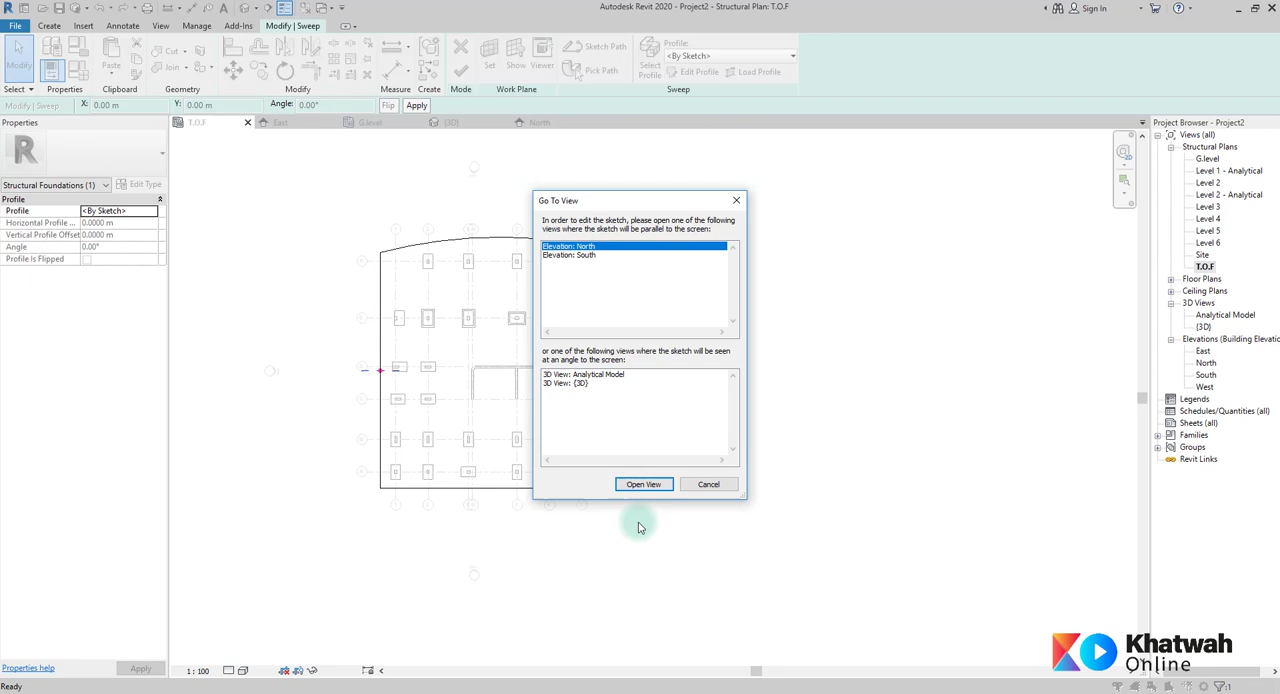 Autodesk Revit 2020 - Project2 - Structural Plan: T.O.F
Sign In
File Create Insert Annotate View Manage Add-Ins Modify | Sweep
Modify
Paste
Cut
Join
Set Show Viewer
Sketch Path
Pick Path
Select Profile
Profile:
<By Sketch>
Edit Profile Load Profile
Select Properties Clipboard Geometry Modify Measure Create Mode Work Plane Sweep
Modify | Sweep X: 0.00 m Y: 0.00 m Angle: 0.00° Flip Apply
Properties
T.O.F East G.level {3D} North
Project Browser - Project2
Structural Foundations (1) Edit Type
Profile
Profile <By Sketch>
Horizontal Profile ... 0.0000 m
Vertical Profile Offset 0.0000 m
Angle 0.00°
Profile Is Flipped
Properties help Apply
Go To View
In order to edit the sketch, please open one of the following
views where the sketch will be parallel to the screen:
Elevation: North
Elevation: South
or one of the following views where the sketch will be seen
at an angle to the screen:
3D View: Analytical Model
3D View: {3D}
Open View Cancel
Views (all)
Structural Plans
G.level
Level 1 - Analytical
Level 2
Level 2 - Analytical
Level 3
Level 4
Level 5
Level 6
Site
T.O.F
Floor Plans
Ceiling Plans
3D Views
Analytical Model
{3D}
Elevations (Building Elevatio
East
North
South
West
Legends
Schedules/Quantities (all)
Sheets (all)
Families
Groups
Revit Links
1 : 100
Ready
:1
Khatwah
Online